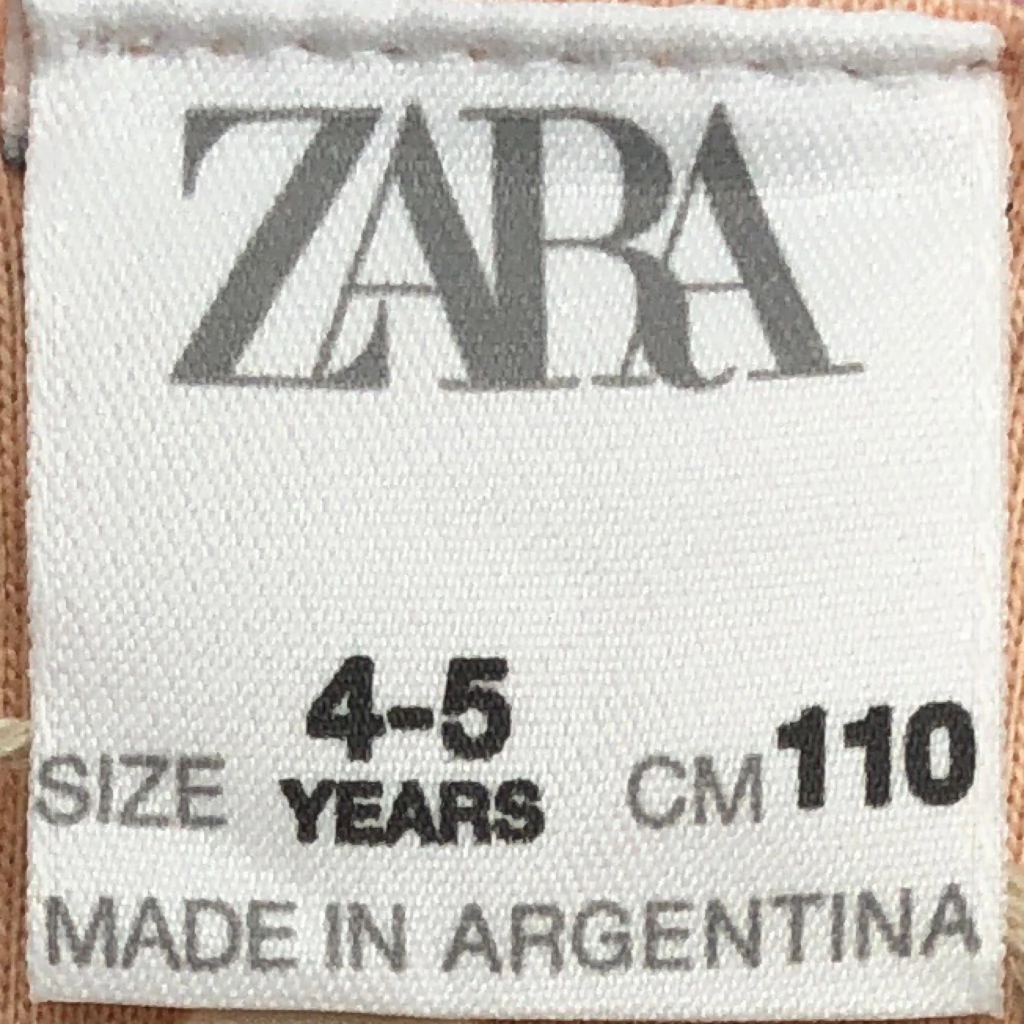 ZARA
SIZE 4-5 YEARS CM 110
MADE IN ARGENTINA